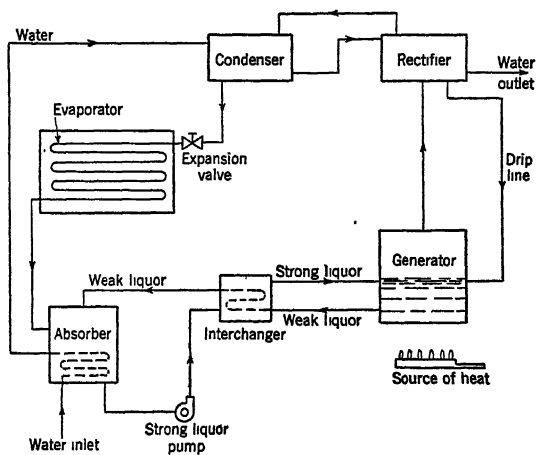 Water
Condenser
Rectifier
Water
outlet
Evaporator
Expansion
valve
Drip
line
Generator
Strong liquor
Weak liquor
Weak liquor
Interchanger
Absorber
Source of heat
Strong liquor
pump
Water inlet